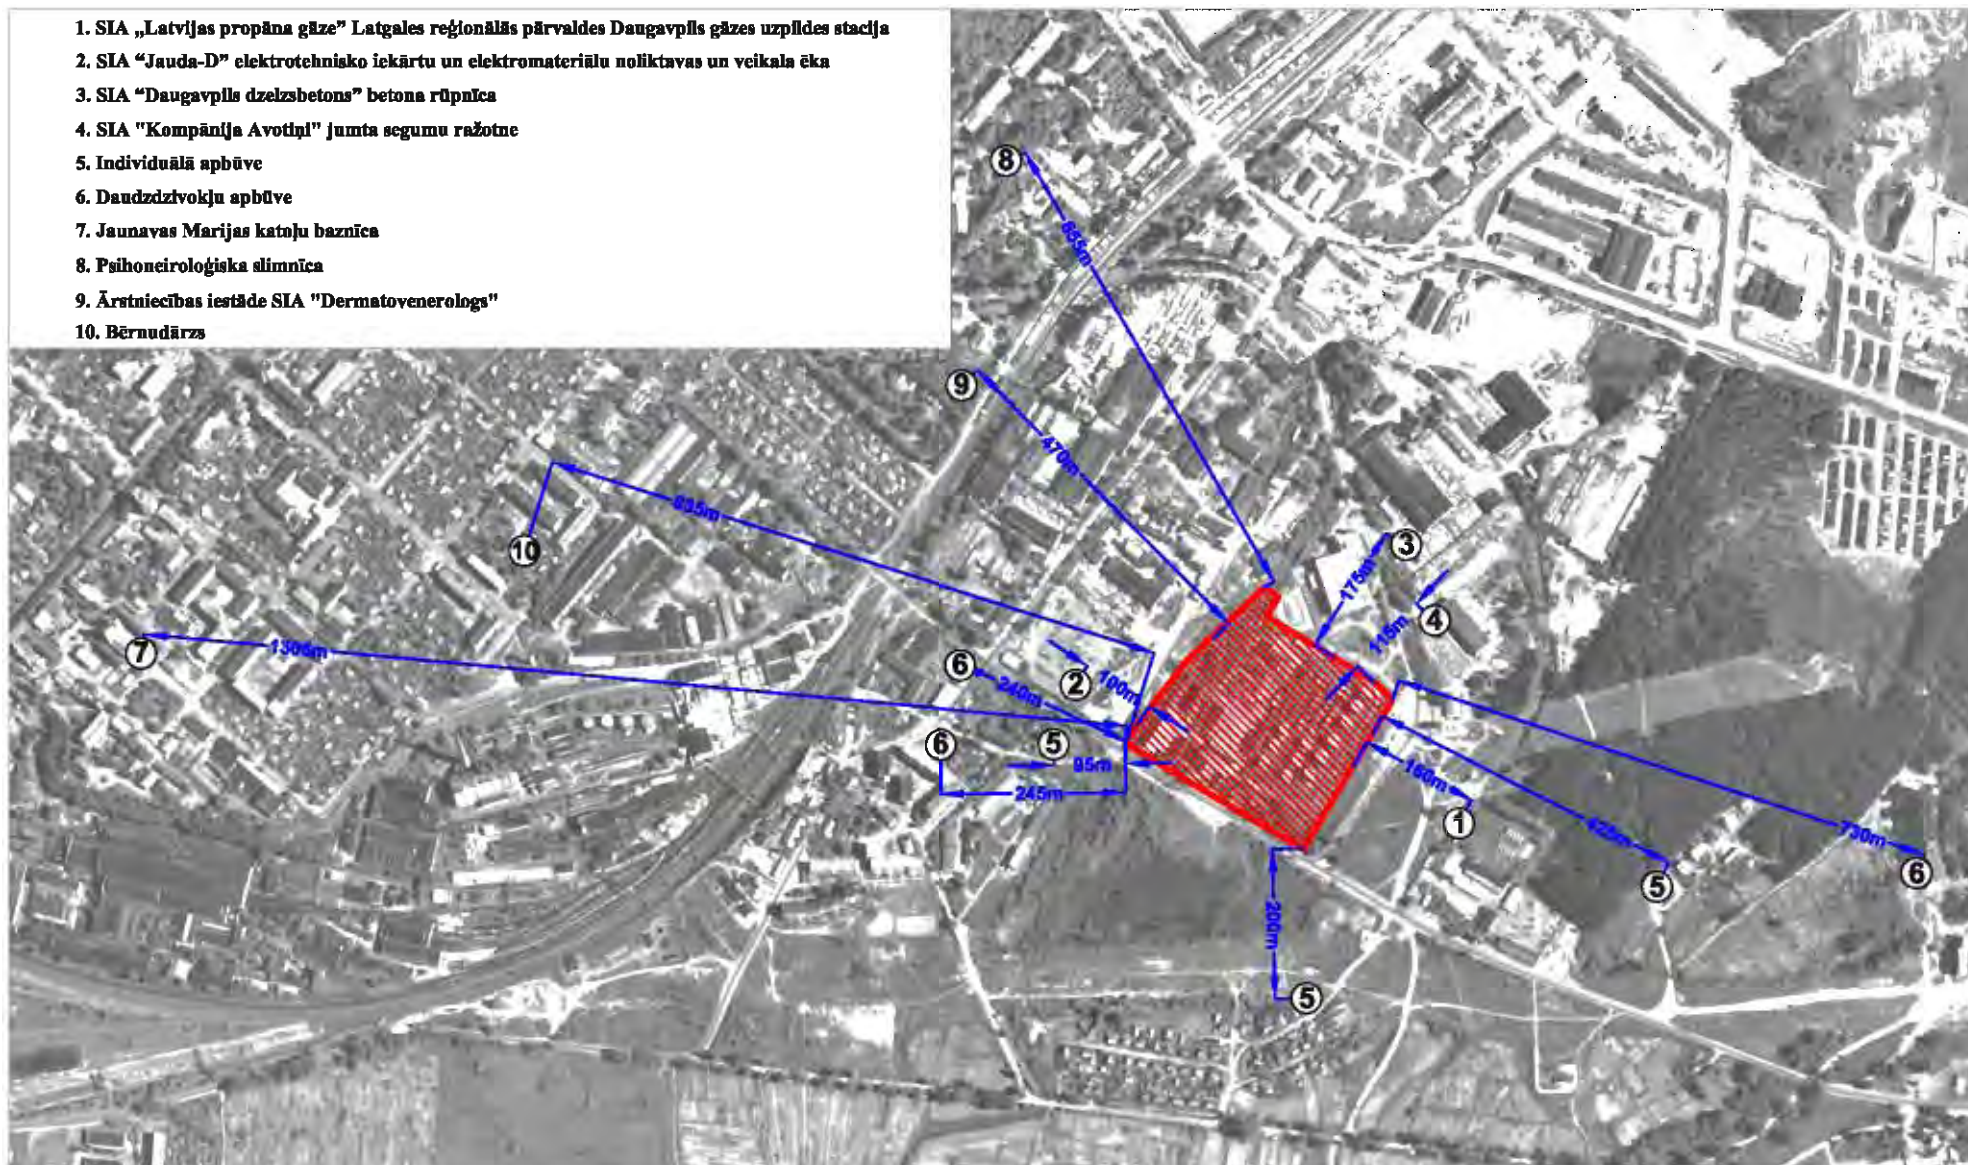 1. SIA „Latvijas propāna gāze” Latgales reģionālās pārvaldes Daugavpils gāzes uzpildes stacija
2. SIA “Jauda-D” elektrotehnisko iekārtu un elektromateriālu noliktavas un veikala ēka
3. SIA “Daugavpils dzelzsbetons” betona rūpnīca
4. SIA "Kompānija Avotiņi" jumta segumu ražotne
5. Individuālā apbūve
6. Daudzdzīvokļu apbūve
7. Jaunavas Marijas katoļu baznīca
8. Psihoneiroloģiska slimnīca
9. Ārstniecības iestāde SIA "Dermatovenerologs"
10. Bērnudārzs
8
655m
9
470m
835m
10
3
175m
4
115m
7
1305m
6
240m
2
100m
6
5
95m
245m
160m
1
425m
5
730m
6
200m
5